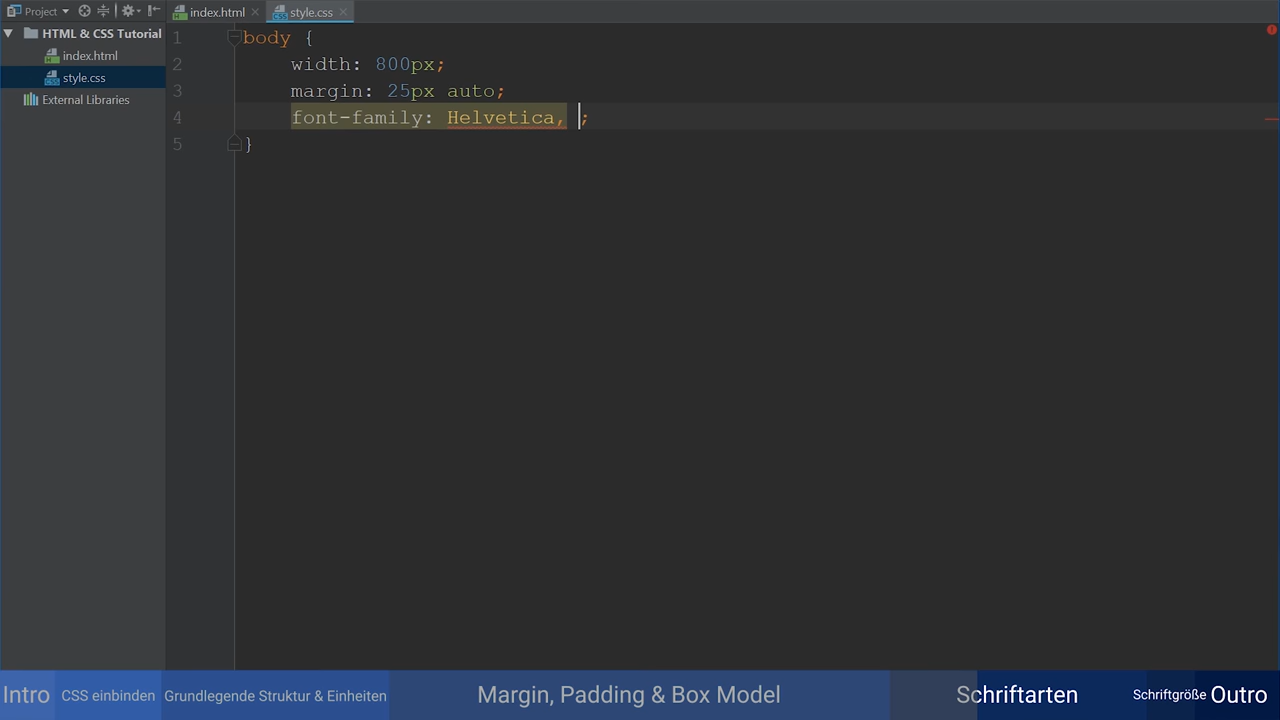 Project
index.html
style.css
HTML & CSS Tutorial
index.html
style.css
External Libraries
1 body {
2 width: 800px;
3 margin: 25px auto;
4 font-family: Helvetica, ;
5 }
Intro CSS einbinden Grundlegende Struktur & Einheiten Margin, Padding & Box Model Schriftarten Schriftgröße Outro